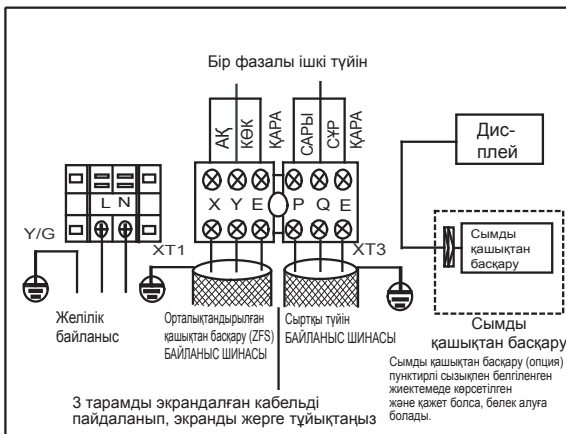 Бір фазалы ішкі түйін
АҚ
КӨК
ҚАРА
САРЫ
СҰР
ҚАРА
L N
X Y E P Q E
Y/G
XT1
XT3
Дис-
плей
Сымды
қашықтан
басқару
Желілік
байланыс
Орталықтандырылған
қашықтан басқару (ZFS)
БАЙЛАНЫС ШИНАСЫ
Сыртқы түйін
БАЙЛАНЫС ШИНАСЫ
Сымды
қашықтан басқару
Сымды қашықтан басқару (опция)
пунктирлі сызықпен белгіленген
жиектемеде көрсетілген
және қажет болса, бөлек алуға
болады.
3 тарамды экрандалған кабельді
пайдаланып, экранды жерге тұйықтаңыз